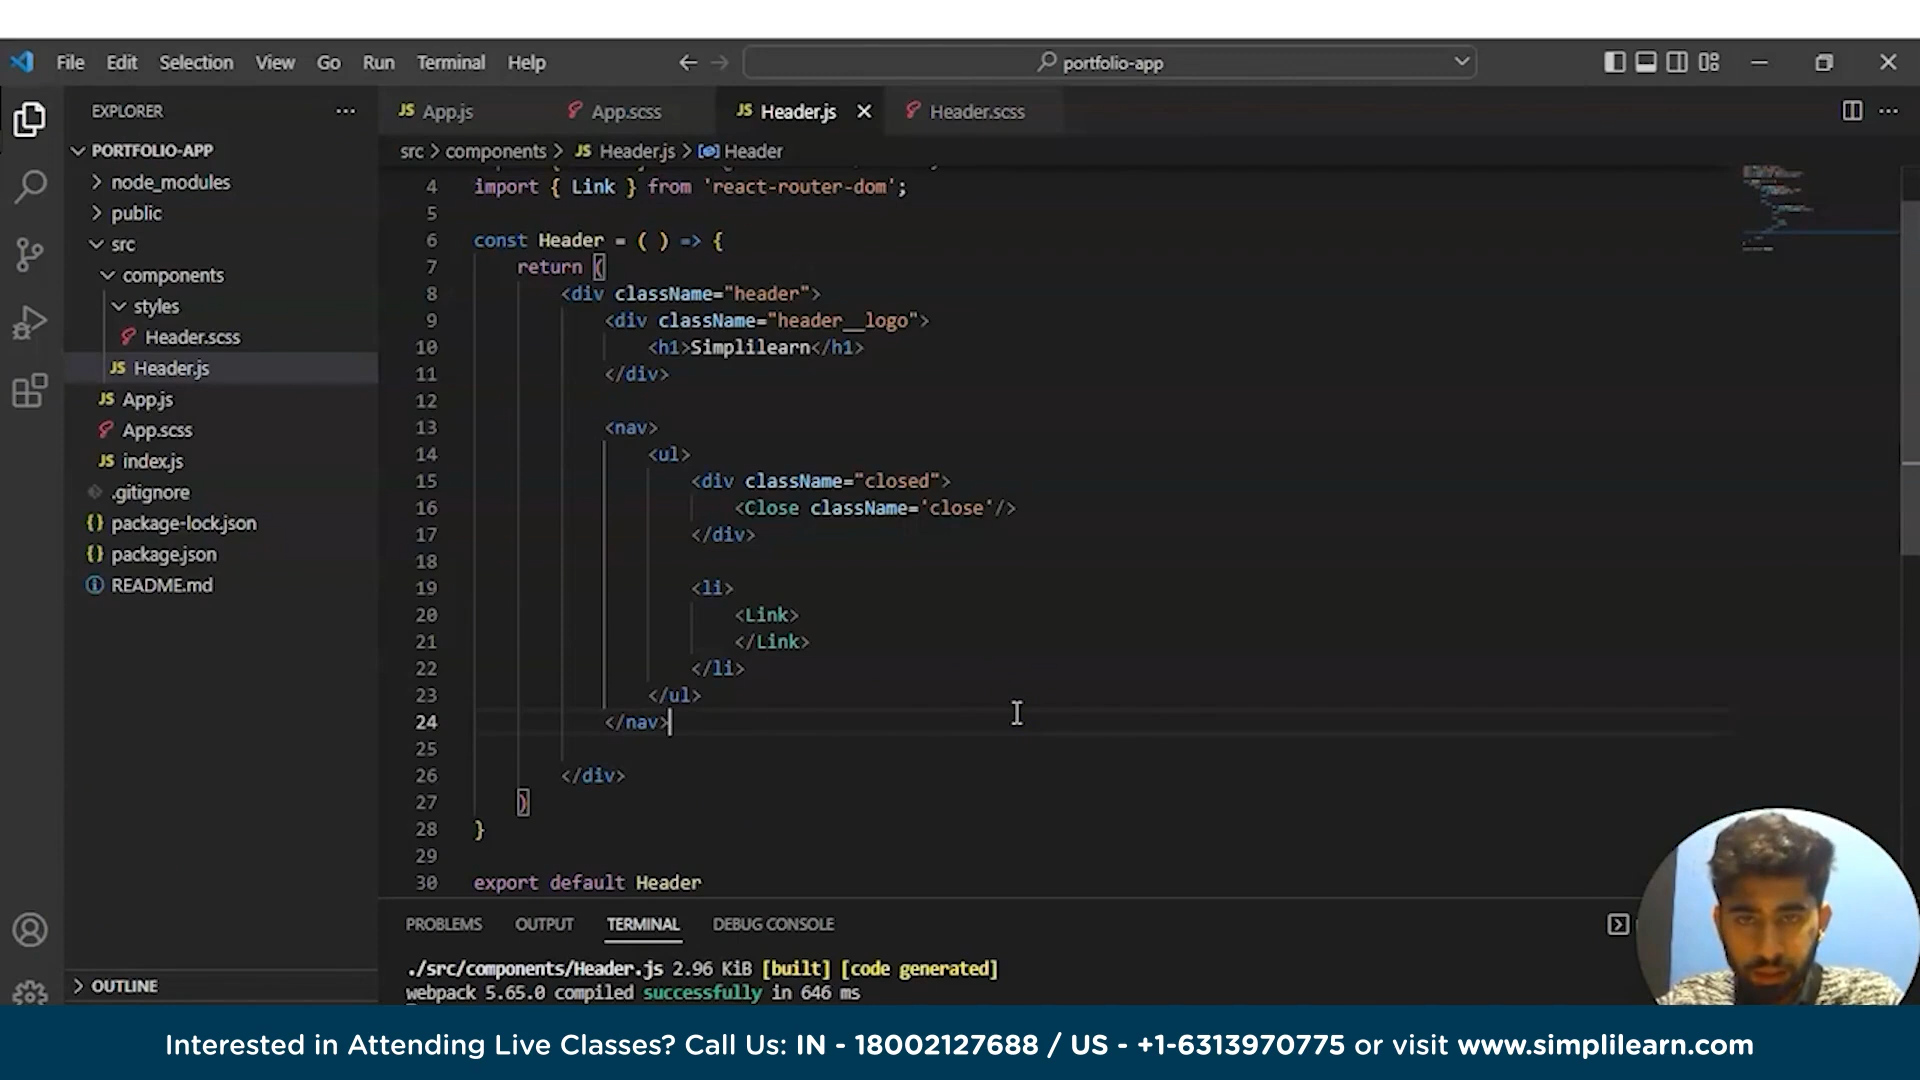 File Edit Selection View Go Run Terminal Help
portfolio-app
EXPLORER
PORTFOLIO-APP
node_modules
public
src
components
styles
Header.scss
Header.js
App.js
App.scss
index.js
.gitignore
package-lock.json
package.json
README.md
OUTLINE
App.js App.scss Header.js Header.scss
src > components > Header.js > Header
4 import { Link } from 'react-router-dom';
5
6 const Header = ( ) => {
7 return (
8 <div className="header">
9 <div className="header__logo">
10 <h1>Simplilearn</h1>
11 </div>
12
13 <nav>
14 <ul>
15 <div className="closed">
16 <Close className='close'/>
17 </div>
18
19 <li>
20 <Link>
21 </Link>
22 </li>
23 </ul>
24 </nav>
25
26 </div>
27 )
28 }
29
30 export default Header
PROBLEMS OUTPUT TERMINAL DEBUG CONSOLE
./src/components/Header.js 2.96 KiB [built] [code generated]
webpack 5.65.0 compiled successfully in 646 ms
Interested in Attending Live Classes? Call Us: IN - 18002127688 / US - +1-6313970775 or visit www.simplilearn.com